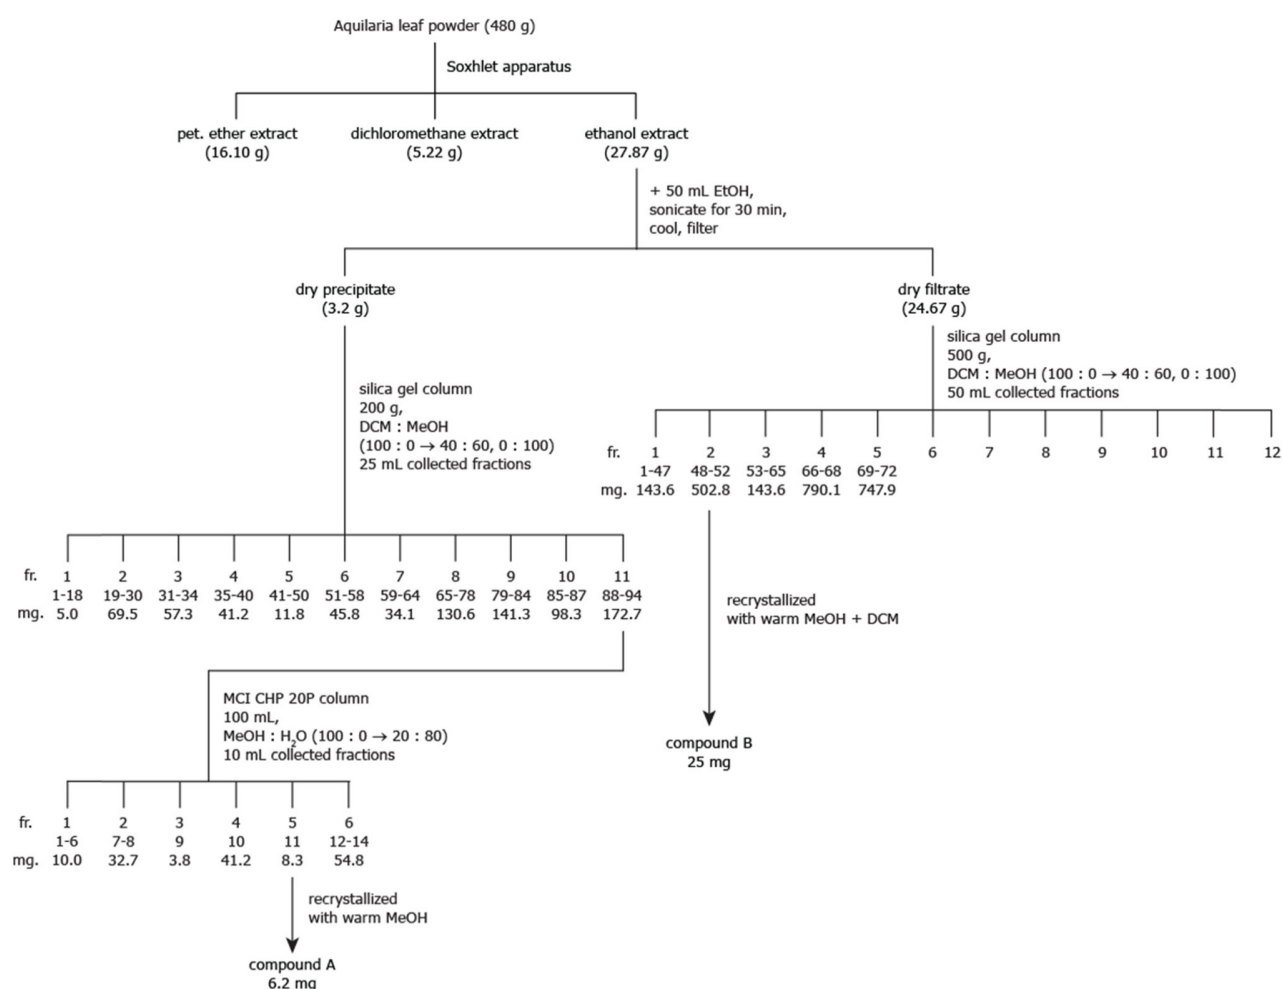 Aquilaria leaf powder (480 g)
Soxhlet apparatus
pet. ether extract
(16.10 g)
dichloromethane extract
(5.22 g)
ethanol extract
(27.87 g)
+ 50 mL EtOH,
sonicate for 30 min,
cool, filter
dry precipitate
(3.2 g)
dry filtrate
(24.67 g)
silica gel column
500 g,
DCM : MeOH (100 : 0 → 40 : 60, 0 : 100)
50 mL collected fractions
silica gel column
200 g,
DCM : MeOH
(100 : 0 → 40 : 60, 0 : 100)
25 mL collected fractions
fr. 1 2 3 4 5 6 7 8 9 10 11 12
1-47 48-52 53-65 66-68 69-72
mg. 143.6 502.8 143.6 790.1 747.9
fr. 1 2 3 4 5 6 7 8 9 10 11
1-18 19-30 31-34 35-40 41-50 51-58 59-64 65-78 79-84 85-87 88-94
mg. 5.0 69.5 57.3 41.2 11.8 45.8 34.1 130.6 141.3 98.3 172.7
recrystallized
with warm MeOH + DCM
compound B
25 mg
MCI CHP 20P column
100 mL,
MeOH : H₂O (100 : 0 → 20 : 80)
10 mL collected fractions
fr. 1 2 3 4 5 6
1-6 7-8 9 10 11 12-14
mg. 10.0 32.7 3.8 41.2 8.3 54.8
recrystallized
with warm MeOH
compound A
6.2 mg